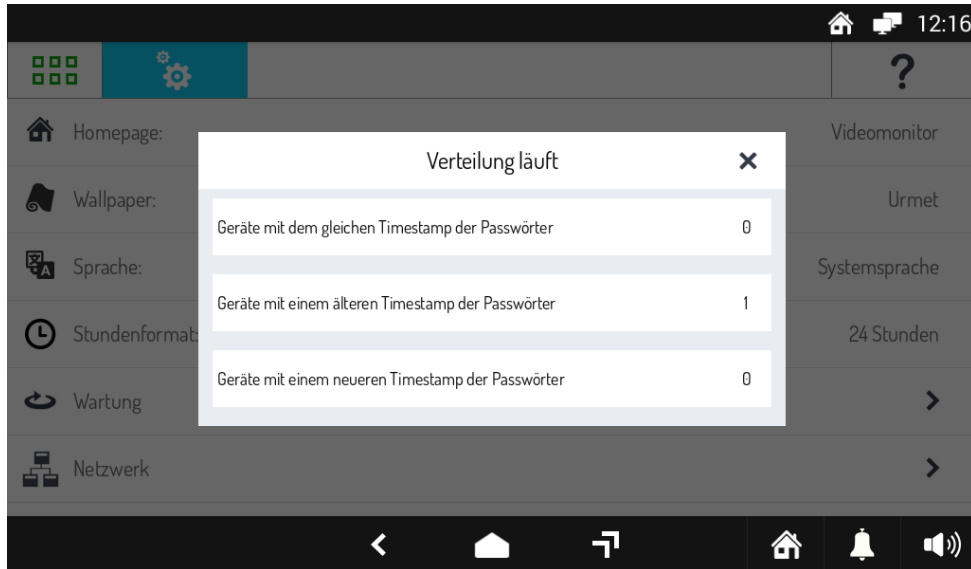 12:16
?
Homepage:
Videomonitor
Verteilung läuft
Wallpaper:
Urmet
Geräte mit dem gleichen Timestamp der Passwörter 0
Sprache:
Systemsprache
Geräte mit einem älteren Timestamp der Passwörter 1
Stundenformat:
24 Stunden
Geräte mit einem neueren Timestamp der Passwörter 0
Wartung
Netzwerk